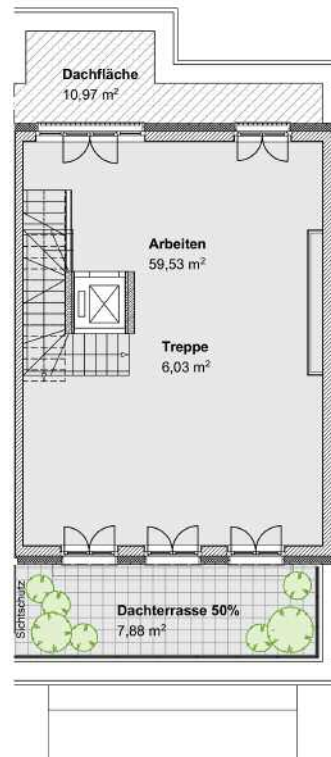 Dachfläche
10,97 m²
Arbeiten
59,53 m²
Treppe
6,03 m²
Sichtschutz
Dachterrasse 50%
7,88 m²